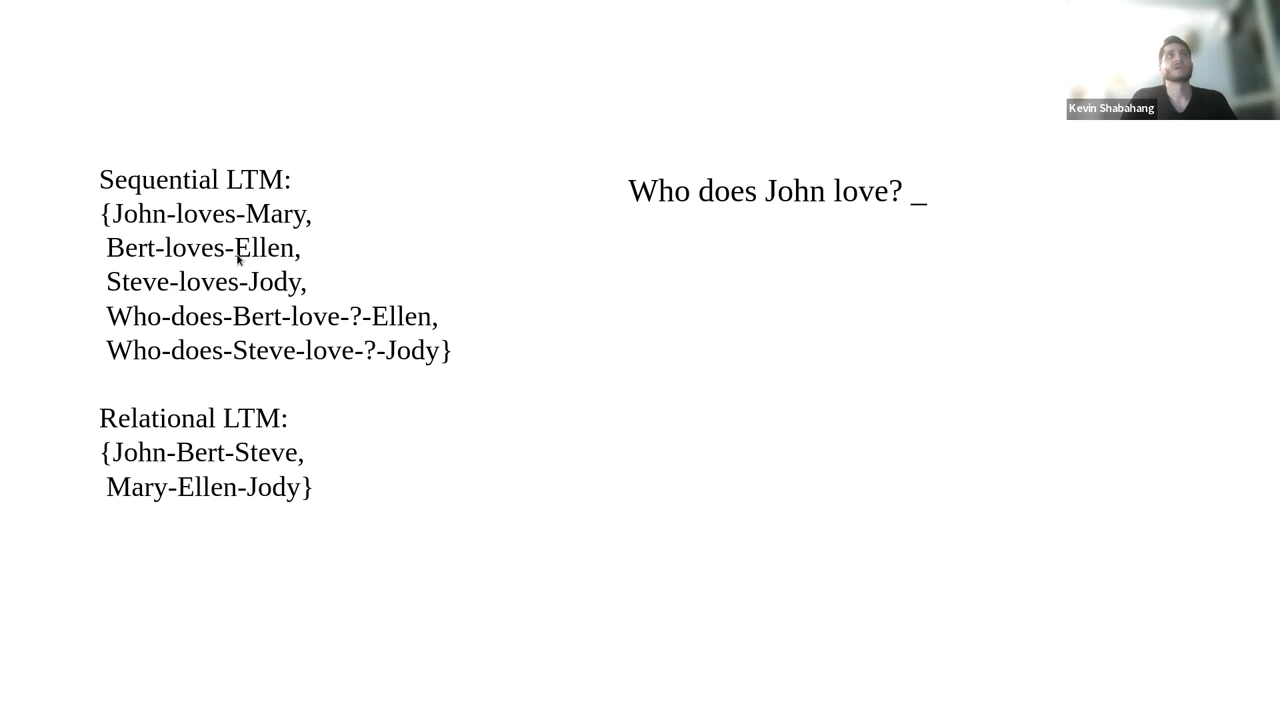 Kevin Shabahang
Sequential LTM:
{John-loves-Mary,
Bert-loves-Ellen,
Steve-loves-Jody,
Who-does-Bert-love-?-Ellen,
Who-does-Steve-love-?-Jody}
Relational LTM:
{John-Bert-Steve,
Mary-Ellen-Jody}
Who does John love? _